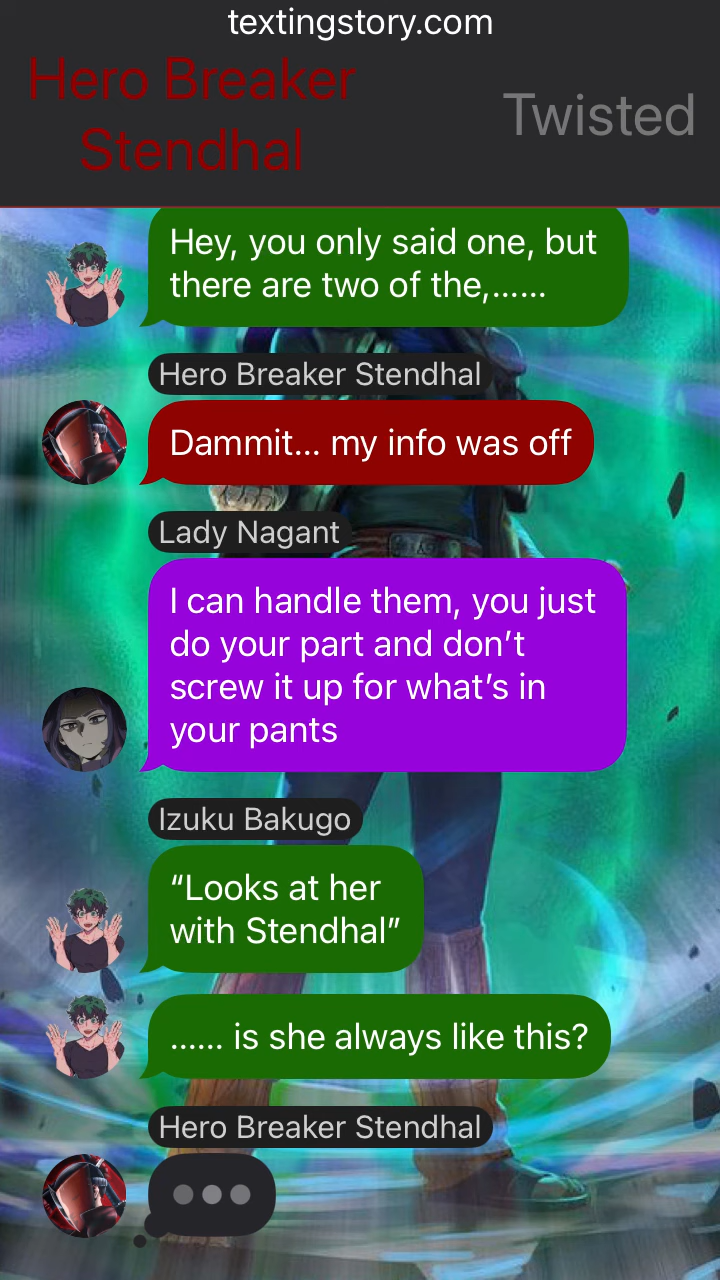 textingstory.com
Hero Breaker
Stendhal
Twisted
Hey, you only said one, but
there are two of the,......
Hero Breaker Stendhal
Dammit... my info was off
Lady Nagant
I can handle them, you just
do your part and don’t
screw it up for what’s in
your pants
Izuku Bakugo
“Looks at her
with Stendhal”
...... is she always like this?
Hero Breaker Stendhal